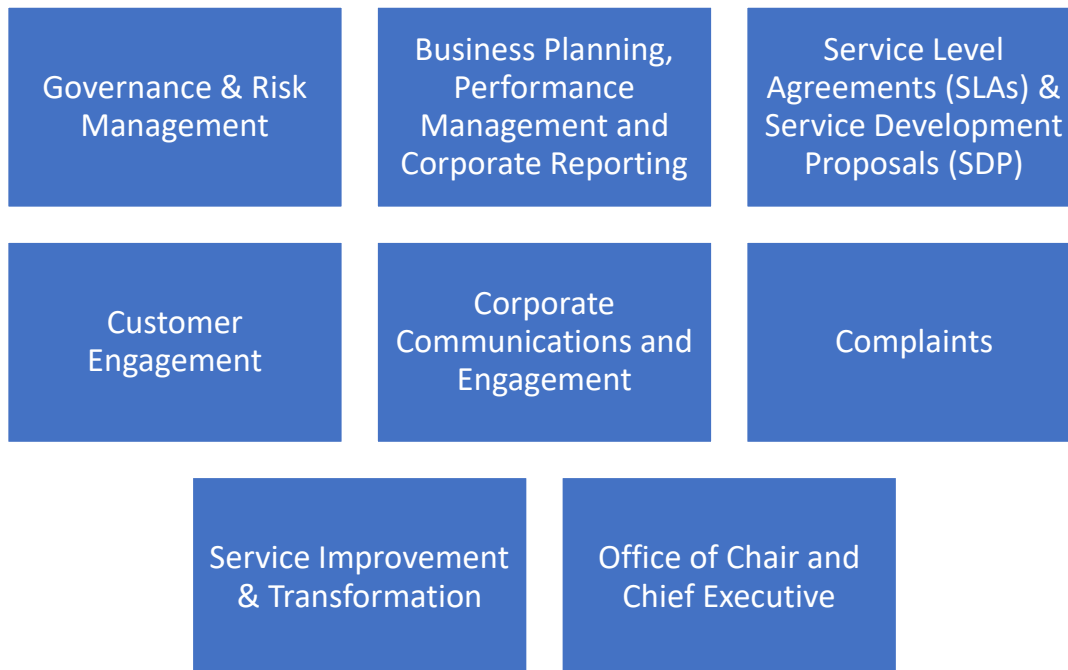 Governance & Risk
Management
Business Planning,
Performance
Management and
Corporate Reporting
Service Level
Agreements (SLAs) &
Service Development
Proposals (SDP)
Customer
Engagement
Corporate
Communications and
Engagement
Complaints
Service Improvement
& Transformation
Office of Chair and
Chief Executive